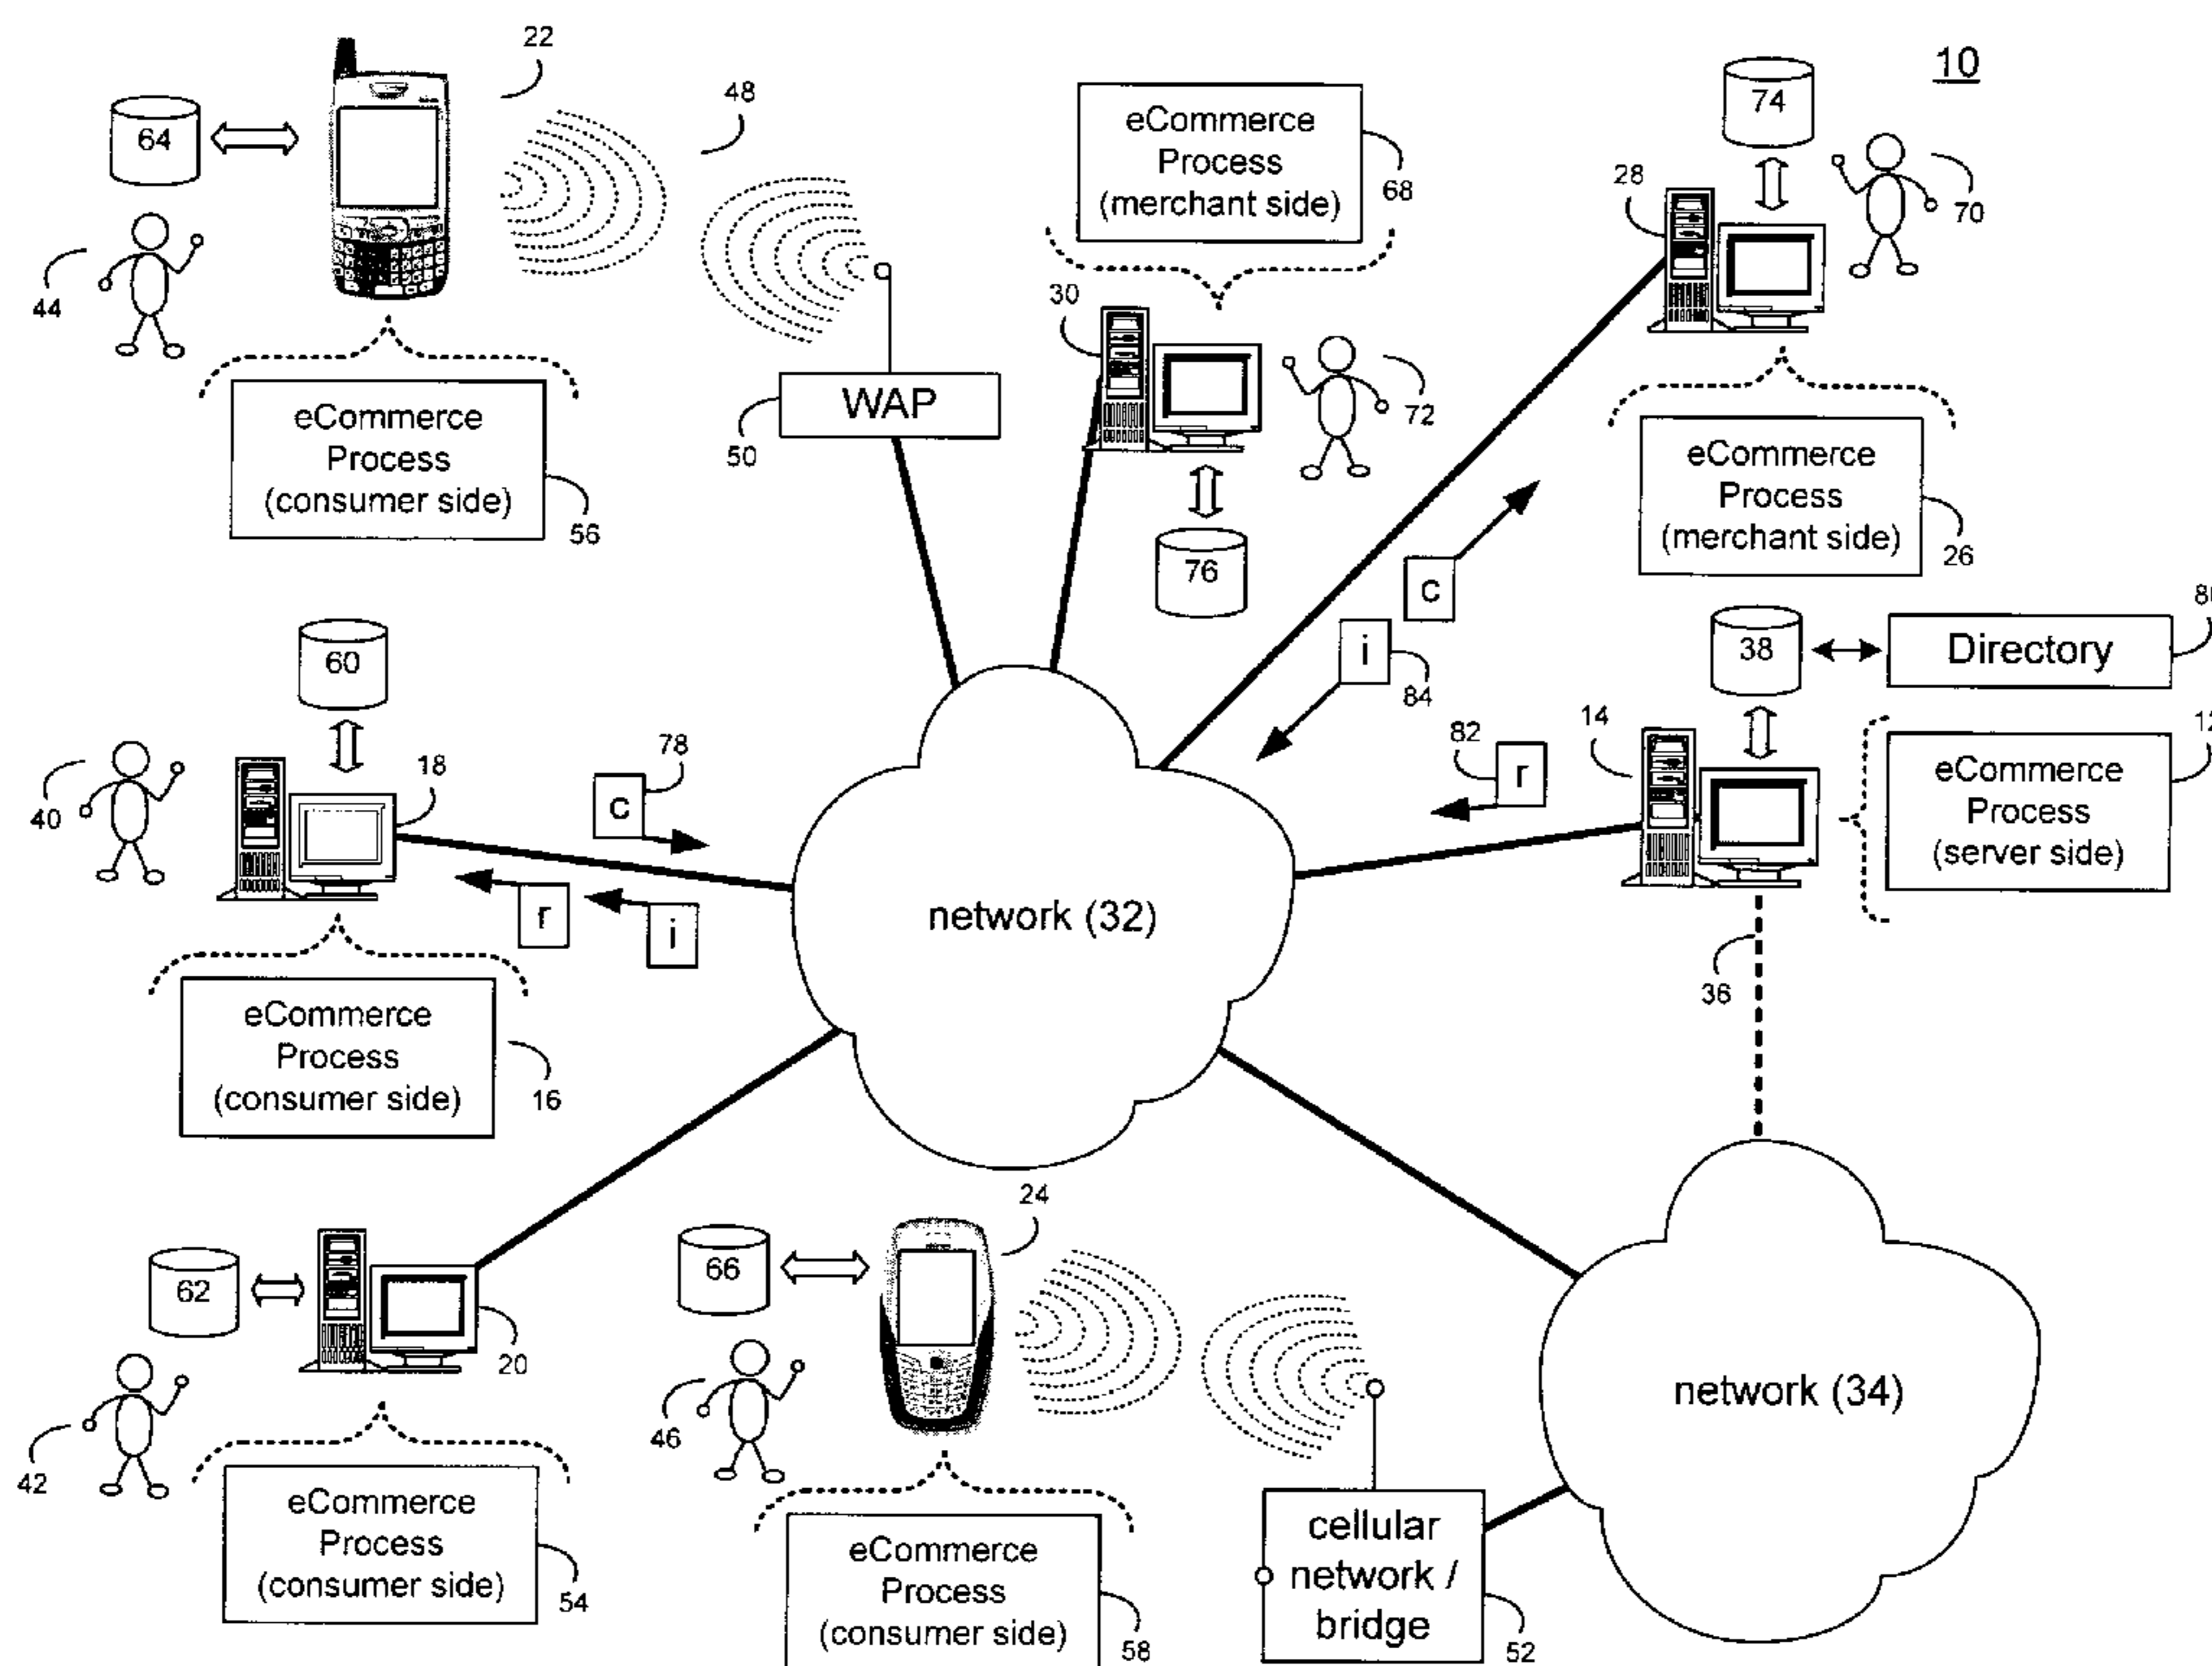 22
48
10
64
eCommerce
Process
(merchant side)
68
74
28
70
44
30
72
WAP
50
eCommerce
Process
(consumer side)
56
76
eCommerce
Process
(merchant side)
26
c
i
84
60
38
Directory
14
82
r
eCommerce
Process
(server side)
40
18
78
c
r
i
network (32)
36
eCommerce
Process
(consumer side)
16
24
62
66
20
42
46
network (34)
eCommerce
Process
(consumer side)
54
eCommerce
Process
(consumer side)
58
cellular
network /
bridge
52